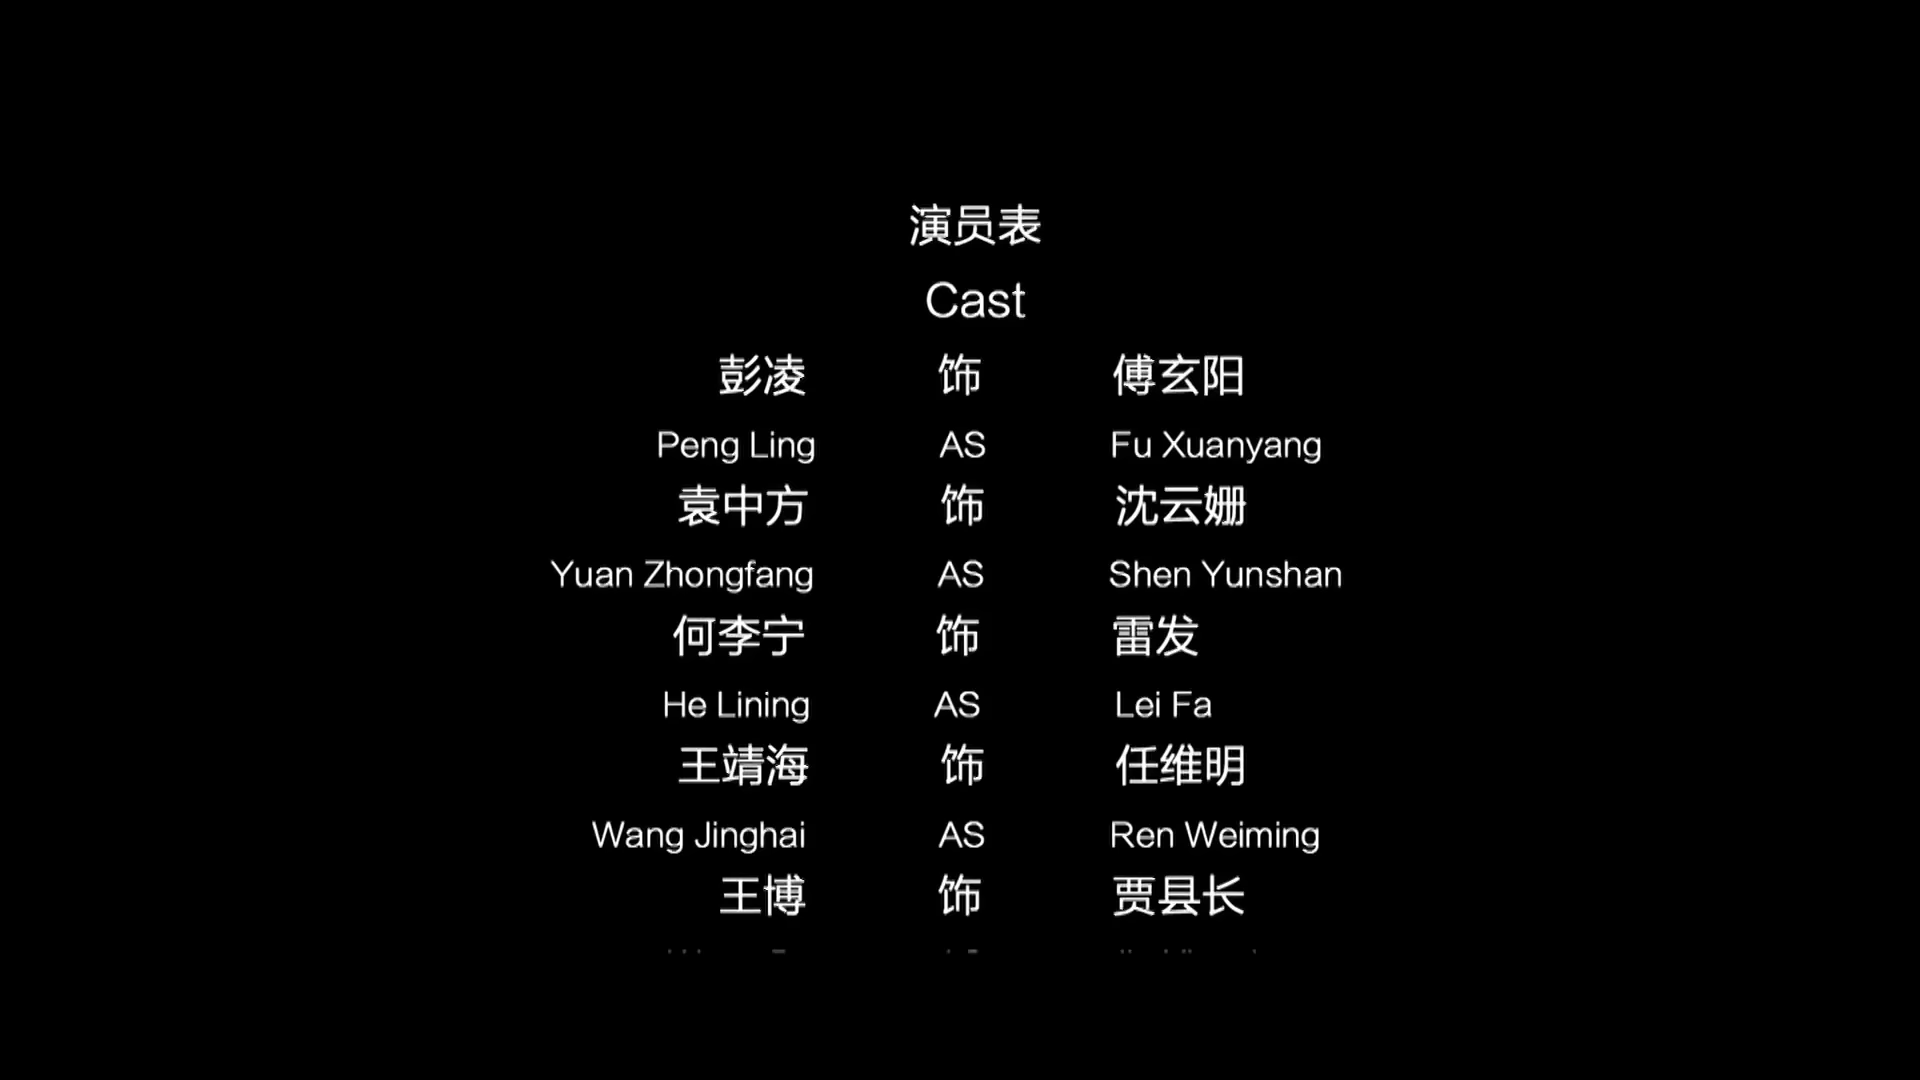 演员表
Cast
彭凌 饰 傅玄阳
Peng Ling AS Fu Xuanyang
袁中方 饰 沈云姗
Yuan Zhongfang AS Shen Yunshan
何李宁 饰 雷发
He Lining AS Lei Fa
王靖海 饰 任维明
Wang Jinghai AS Ren Weiming
王博 饰 贾县长